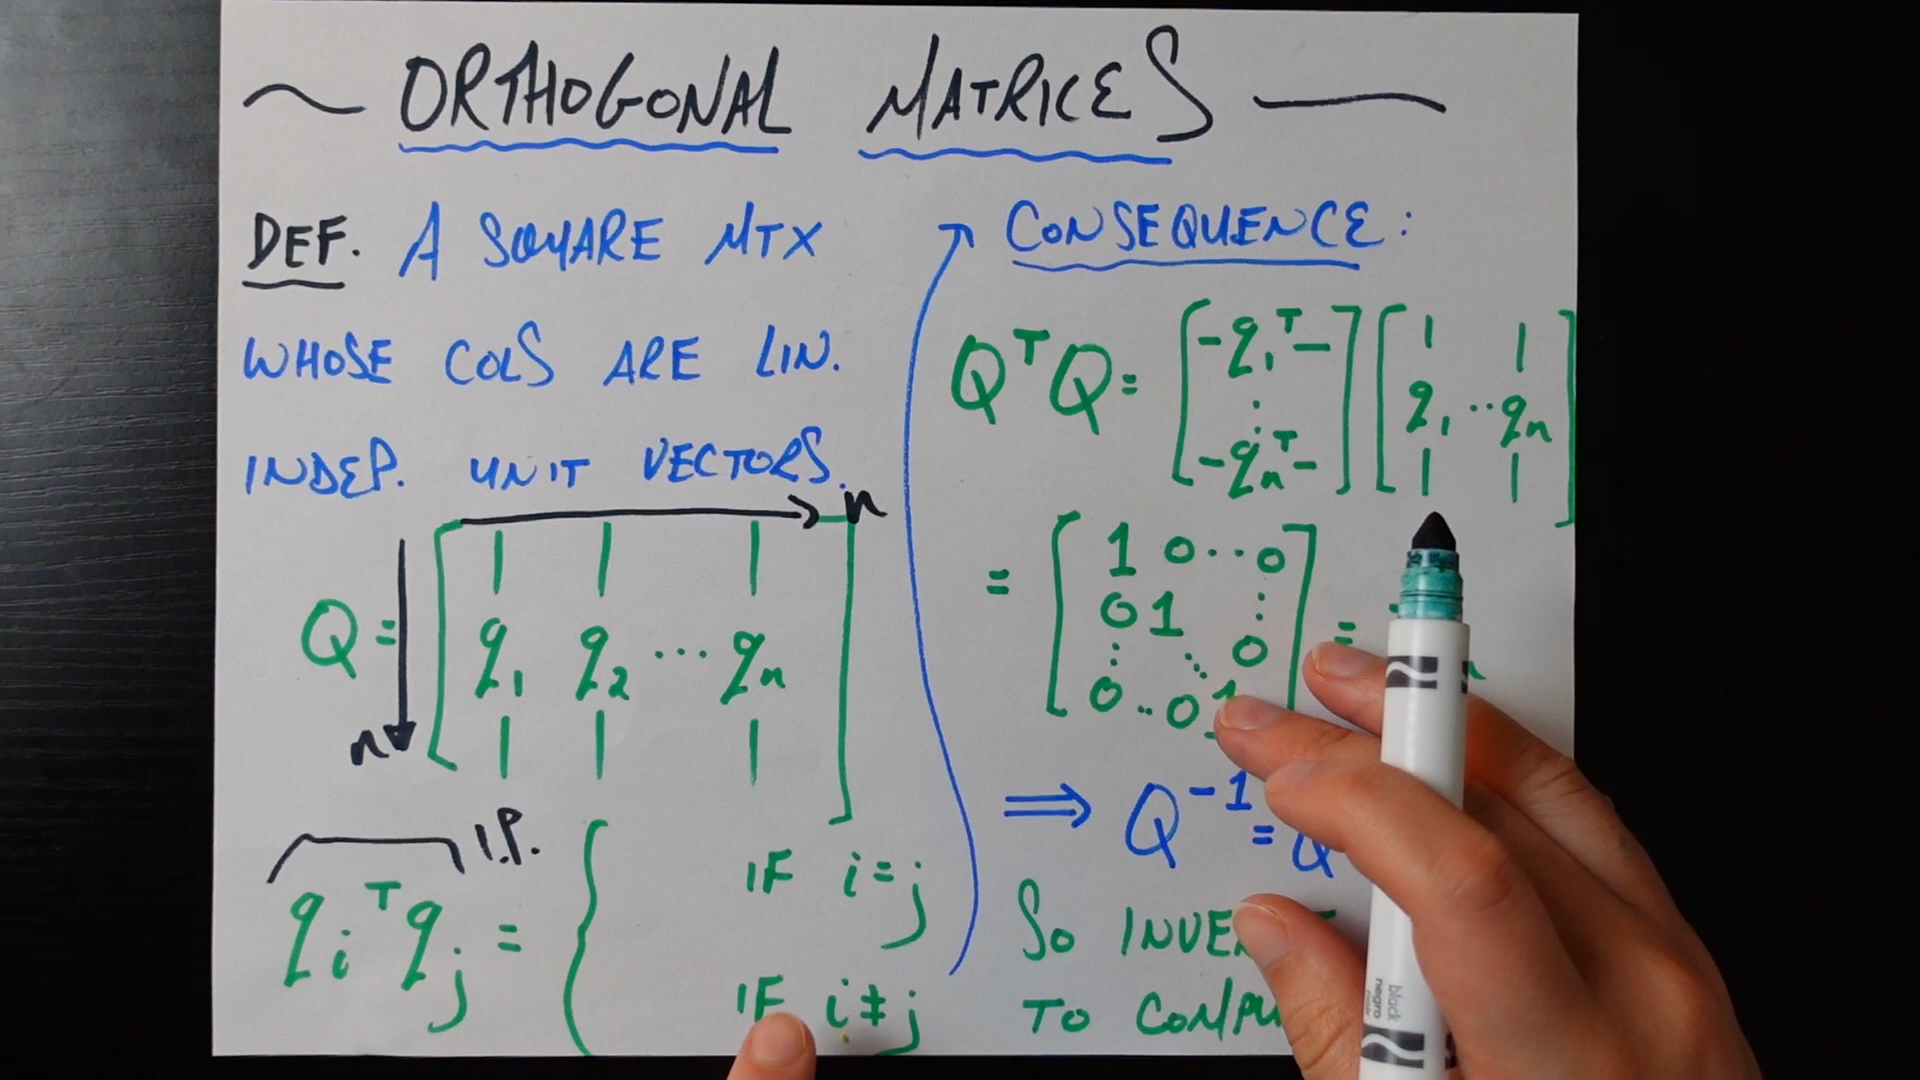 ~ ORTHOGONAL MATRICES —
DEF. A SQUARE MTX
WHOSE COLS ARE LIN.
INDEP. UNIT VECTORS.
n
Q = [ q₁ q₂ ... qₙ ]
n
I.P.
qᵢᵀqⱼ = {
IF i = j
IF i ≠ j
CONSEQUENCE:
QᵀQ = [ -q₁ᵀ- : -qₙᵀ- ] [ q₁ .. qₙ ]
= [ 1 0 .. 0
0 1 :
: ⋱ 0
0 .. 0 1 ] =
⟹ Q⁻¹ = Q
SO
TO
black
negro